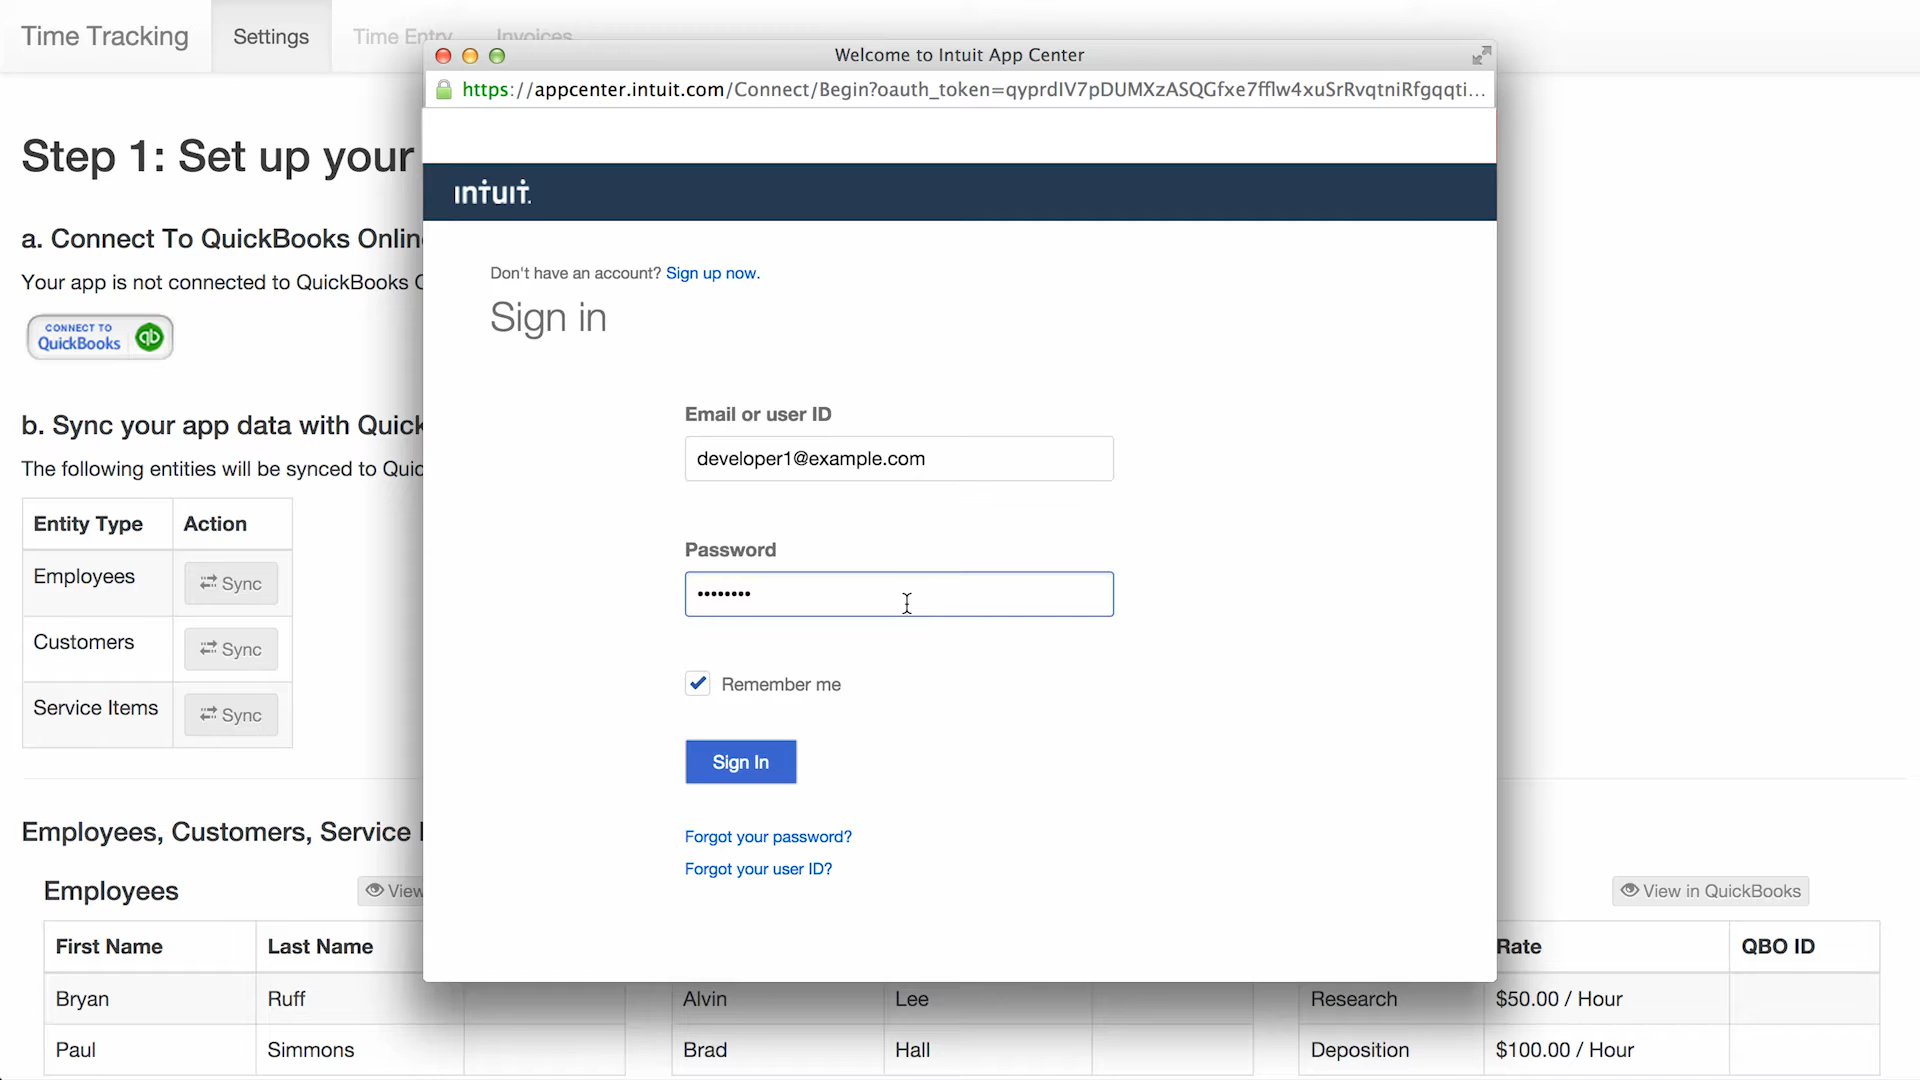 Time Tracking
Settings
Time Entry
Invoices
Welcome to Intuit App Center
https://appcenter.intuit.com/Connect/Begin?oauth_token=qyprdIV7pDUMXzASQGfxe7fflw4xuSrRvqtniRfgqqti...
Step 1: Set up your
intuit.
a. Connect To QuickBooks Onlin
Your app is not connected to QuickBooks
CONNECT TO
QuickBooks qb
Don't have an account? Sign up now.
Sign in
Email or user ID
developer1@example.com
Password
••••••••
Remember me
Sign In
Forgot your password?
Forgot your user ID?
b. Sync your app data with Quick
The following entities will be synced to Quic
Entity Type Action
Employees Sync
Customers Sync
Service Items Sync
Employees, Customers, Service
Employees View
View in QuickBooks
First Name Last Name
Rate QBO ID
Bryan Ruff Alvin Lee Research $50.00 / Hour
Paul Simmons Brad Hall Deposition $100.00 / Hour